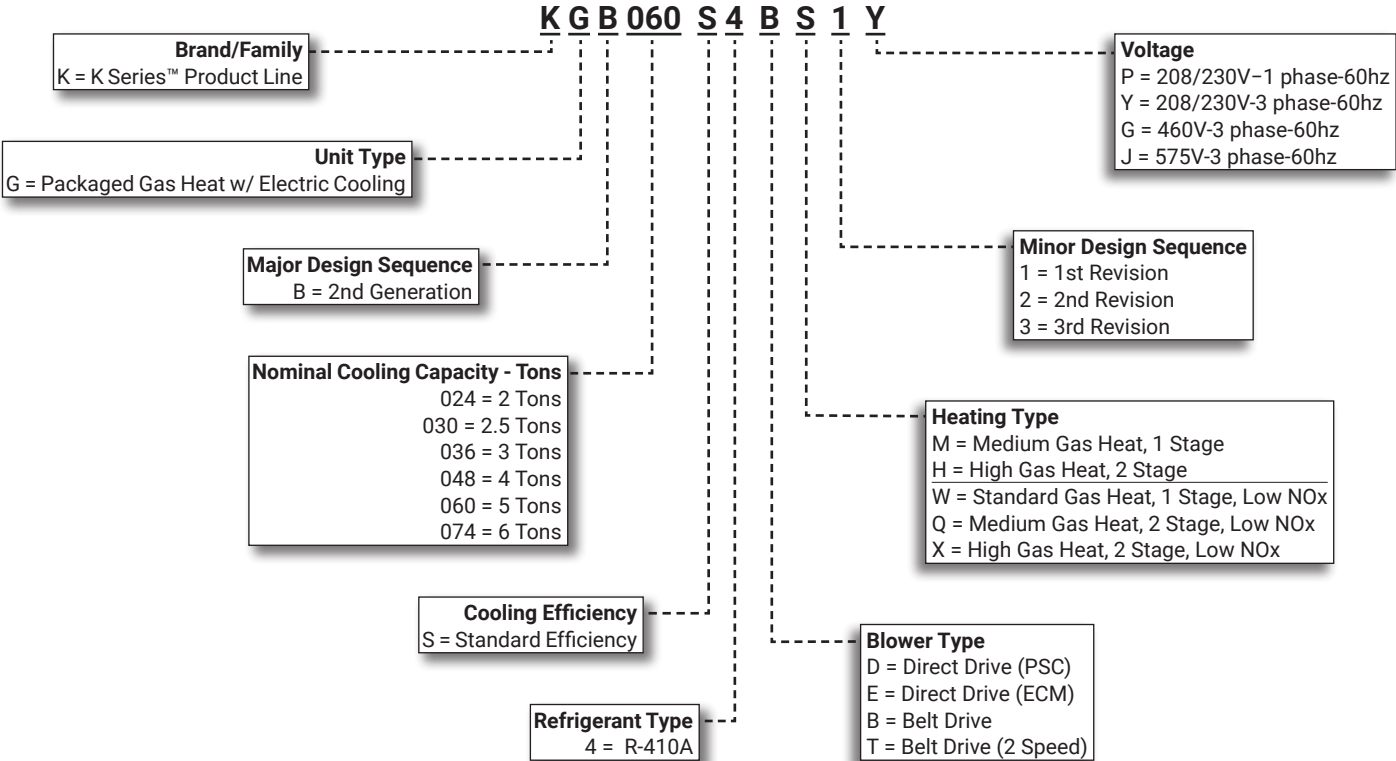 K G B 060 S 4 B S 1 Y
Brand/Family
K = K Series™ Product Line
Unit Type
G = Packaged Gas Heat w/ Electric Cooling
Major Design Sequence
B = 2nd Generation
Nominal Cooling Capacity - Tons
024 = 2 Tons
030 = 2.5 Tons
036 = 3 Tons
048 = 4 Tons
060 = 5 Tons
074 = 6 Tons
Cooling Efficiency
S = Standard Efficiency
Refrigerant Type
4 = R-410A
Voltage
P = 208/230V−1 phase-60hz
Y = 208/230V-3 phase-60hz
G = 460V-3 phase-60hz
J = 575V-3 phase-60hz
Minor Design Sequence
1 = 1st Revision
2 = 2nd Revision
3 = 3rd Revision
Heating Type
M = Medium Gas Heat, 1 Stage
H = High Gas Heat, 2 Stage
W = Standard Gas Heat, 1 Stage, Low NOx
Q = Medium Gas Heat, 2 Stage, Low NOx
X = High Gas Heat, 2 Stage, Low NOx
Blower Type
D = Direct Drive (PSC)
E = Direct Drive (ECM)
B = Belt Drive
T = Belt Drive (2 Speed)